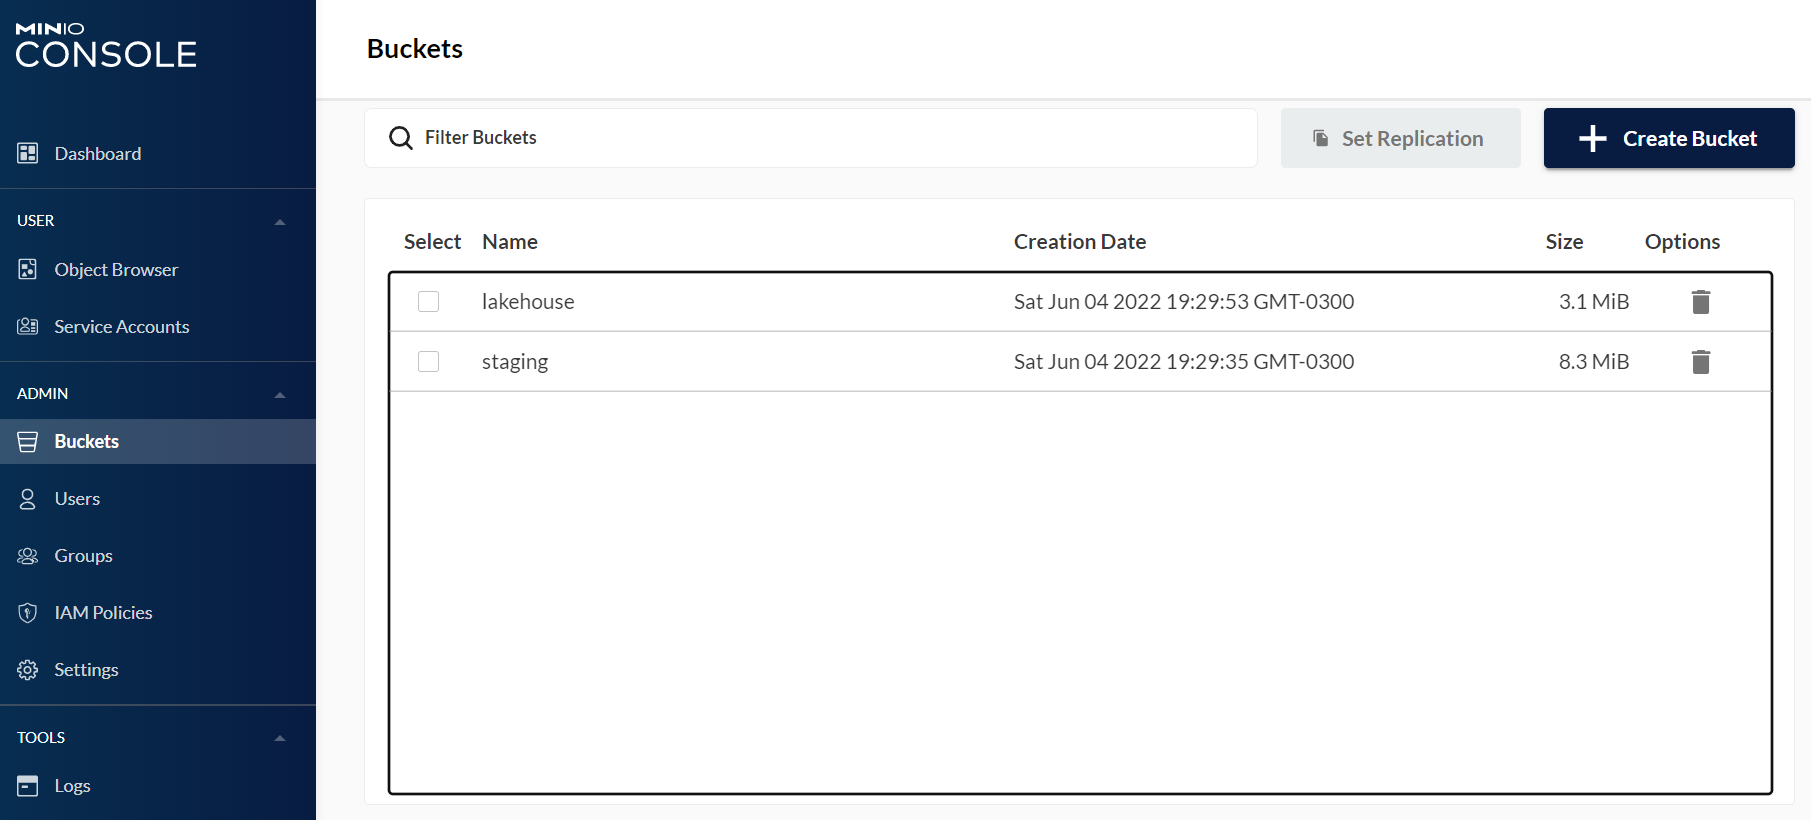 MINIO
CONSOLE
Dashboard
USER
Object Browser
Service Accounts
ADMIN
Buckets
Users
Groups
IAM Policies
Settings
TOOLS
Logs
Buckets
Filter Buckets
Set Replication
Create Bucket
Select Name Creation Date Size Options
lakehouse Sat Jun 04 2022 19:29:53 GMT-0300 3.1 MiB
staging Sat Jun 04 2022 19:29:35 GMT-0300 8.3 MiB